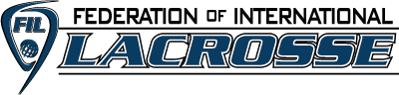 FIL
FEDERATION OF INTERNATIONAL
LACROSSE